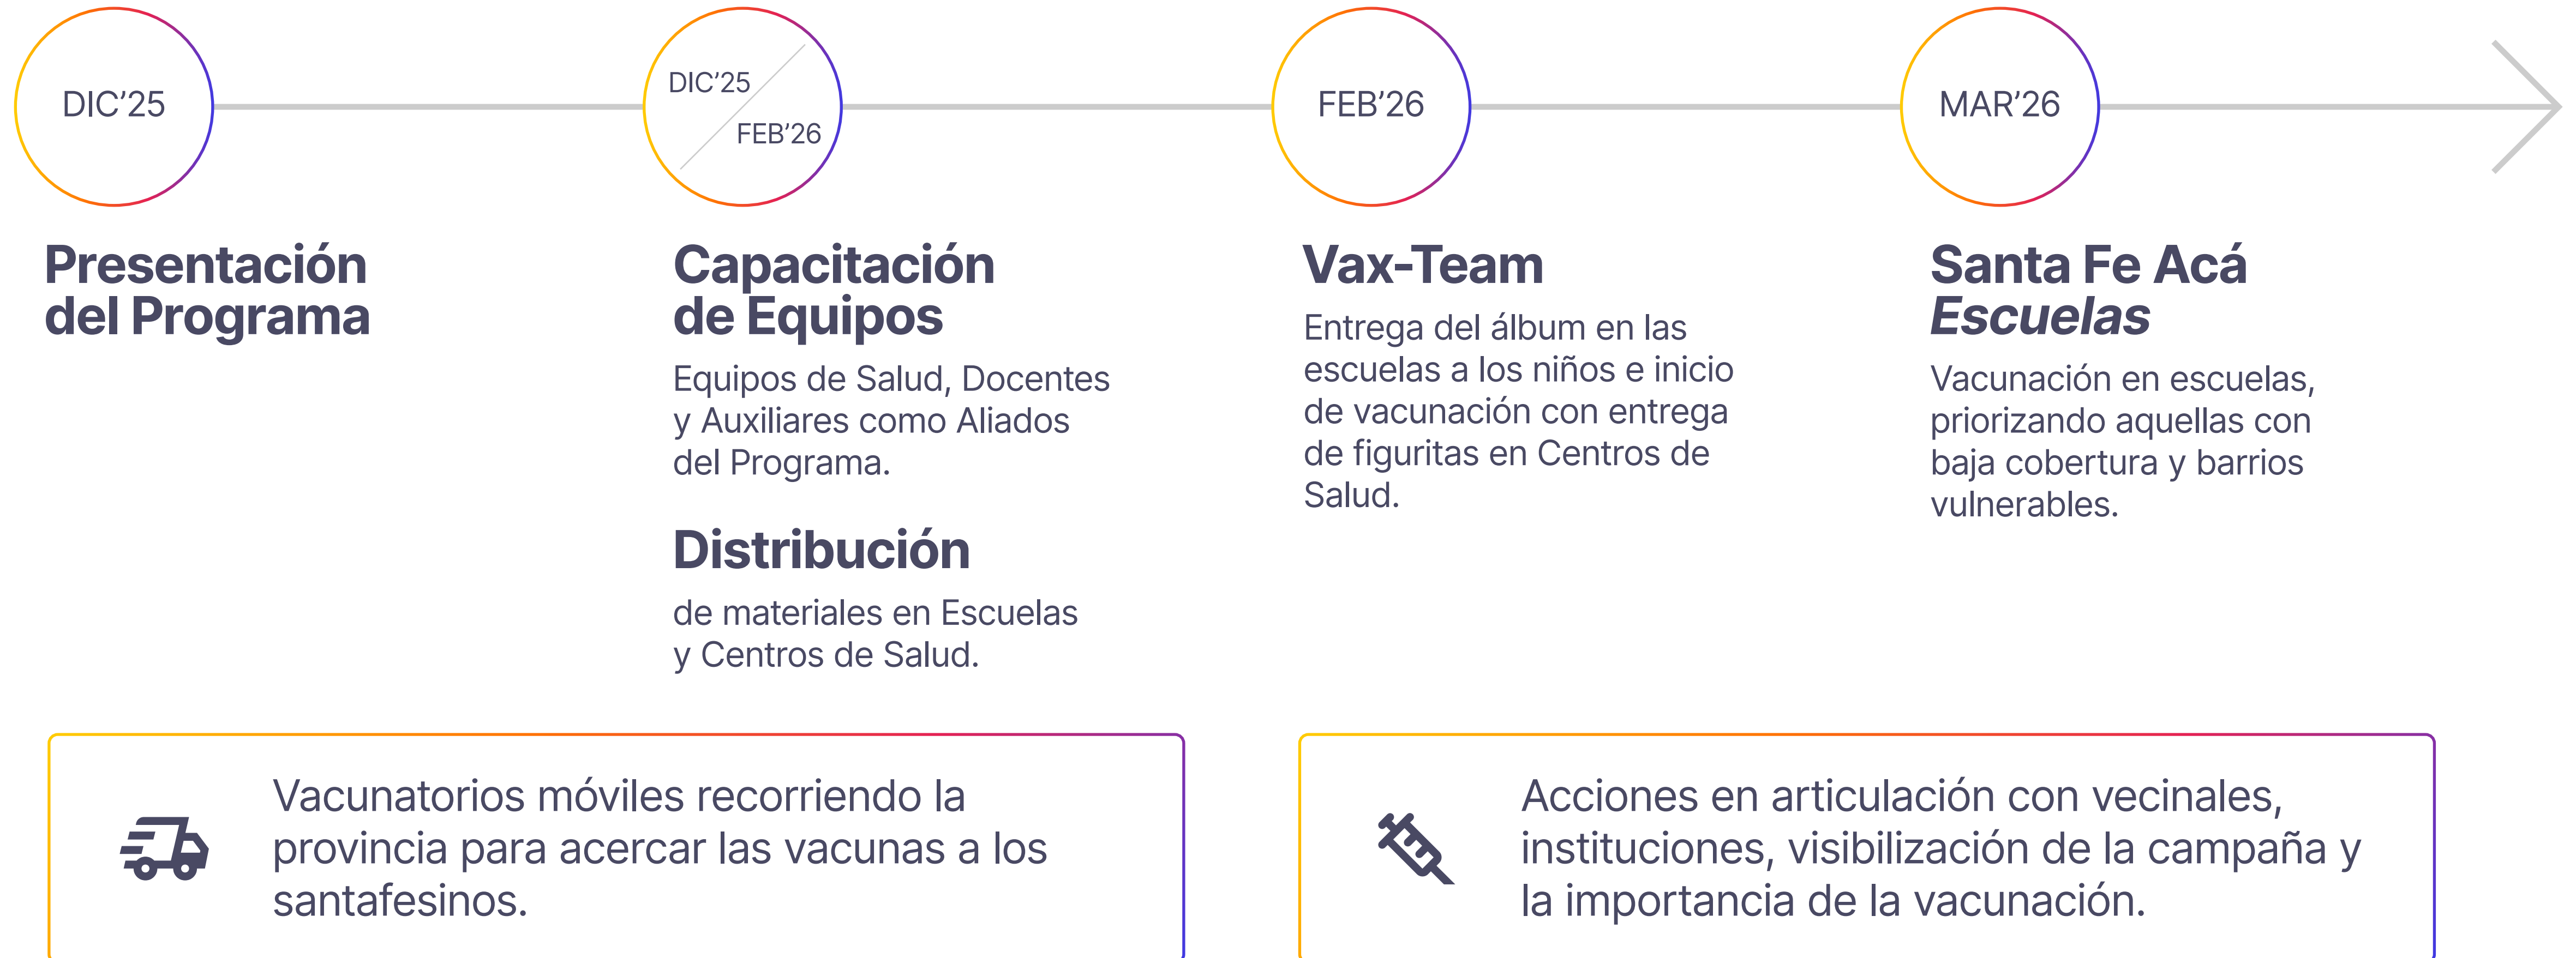 DIC’25
DIC’25
FEB’26
FEB’26
MAR’26
Presentación
del Programa
Capacitación
de Equipos
Equipos de Salud, Docentes
y Auxiliares como Aliados
del Programa.
Distribución
de materiales en Escuelas
y Centros de Salud.
Vax-Team
Entrega del álbum en las
escuelas a los niños e inicio
de vacunación con entrega
de figuritas en Centros de
Salud.
Santa Fe Acá
Escuelas
Vacunación en escuelas,
priorizando aquellas con
baja cobertura y barrios
vulnerables.
Vacunatorios móviles recorriendo la
provincia para acercar las vacunas a los
santafesinos.
Acciones en articulación con vecinales,
instituciones, visibilización de la campaña y
la importancia de la vacunación.